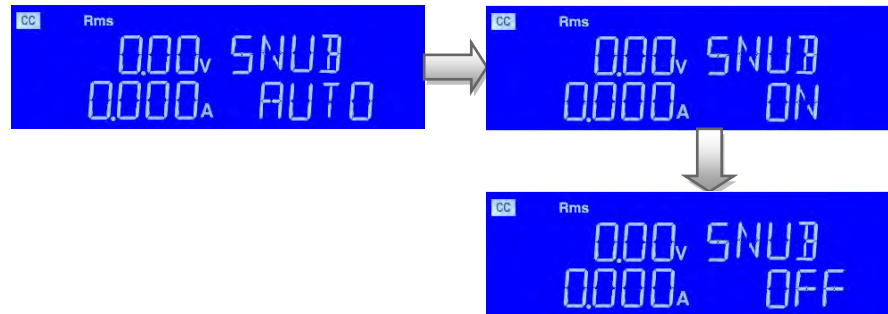 CC Rms
0.00V SNUB
0.000A AUTO
CC Rms
0.00V SNUB
0.000A ON
CC Rms
0.00V SNUB
0.000A OFF